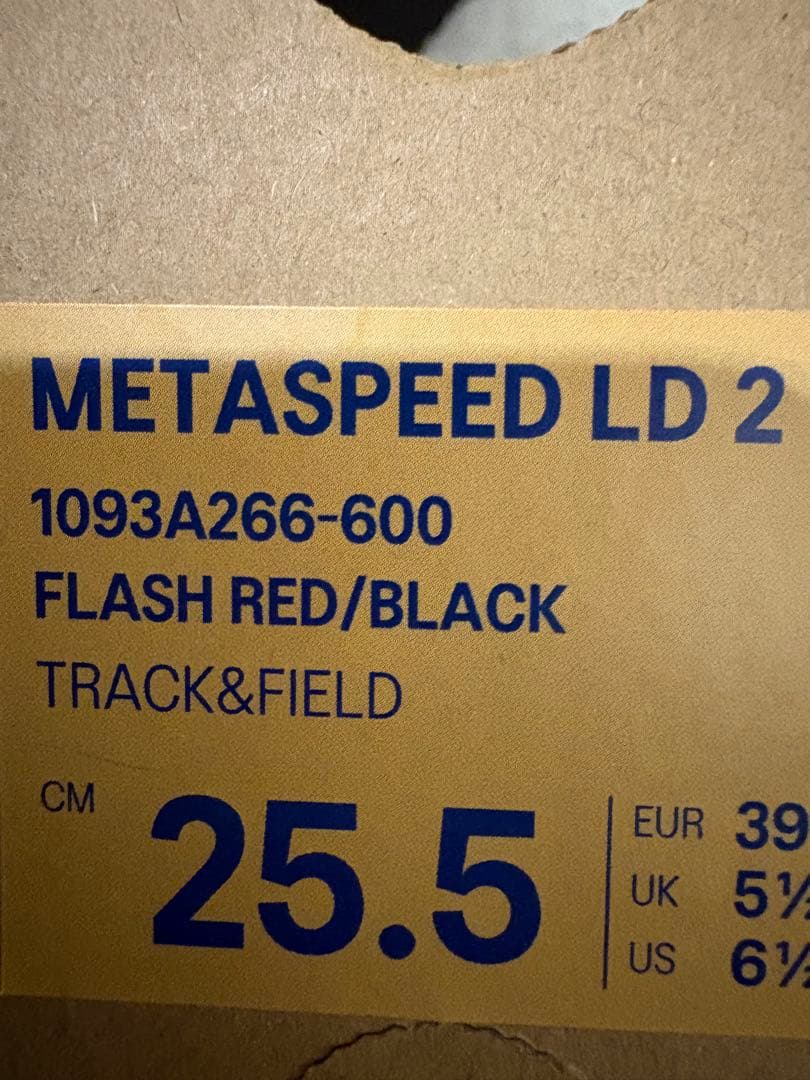 METASPEED LD 2
1093A266-600
FLASH RED/BLACK
TRACK&FIELD
CM 25.5
EUR 39
UK 5½
US 6½